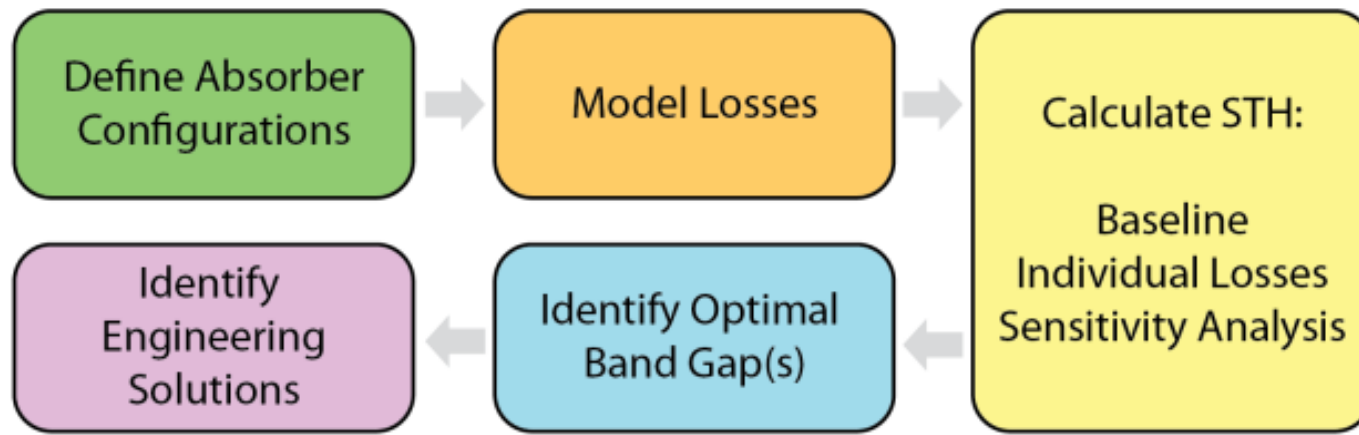 Define Absorber
Configurations
Model Losses
Calculate STH:
Baseline
Individual Losses
Sensitivity Analysis
Identify Optimal
Band Gap(s)
Identify
Engineering
Solutions